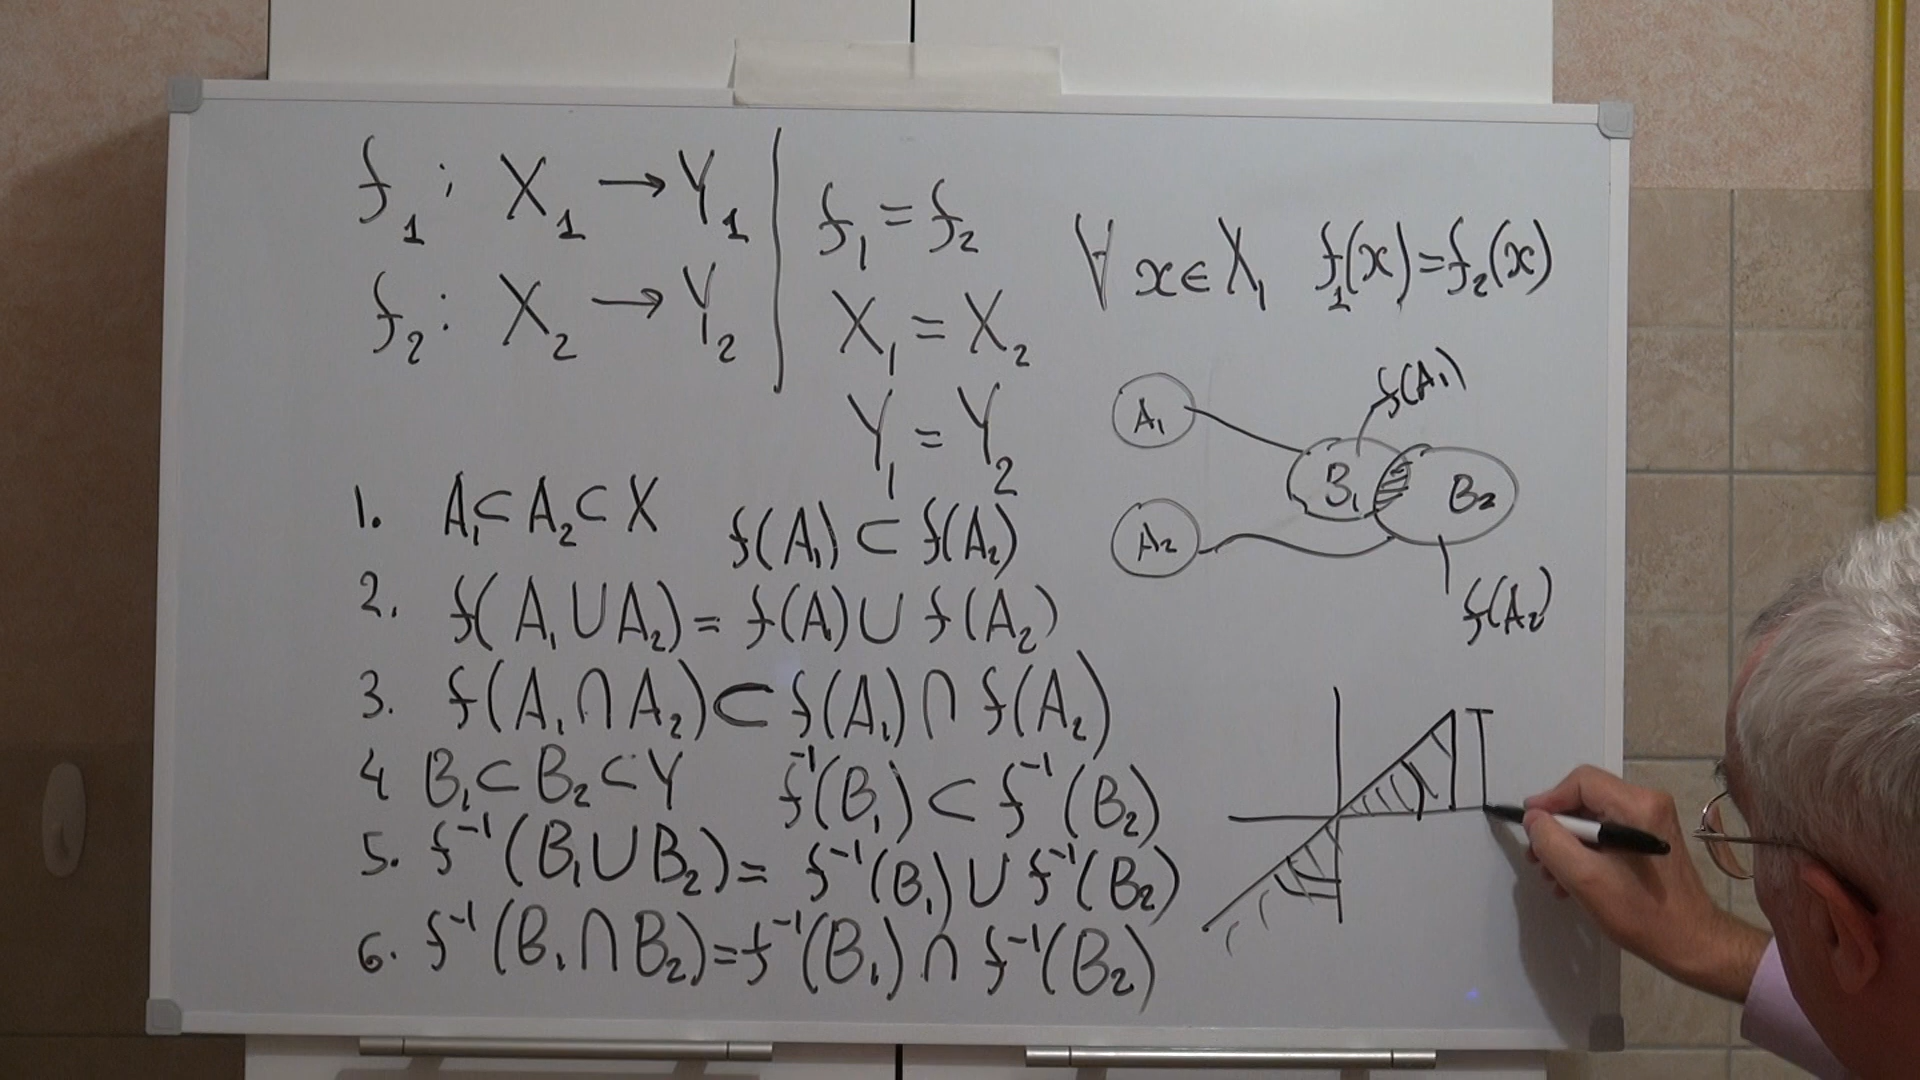 f₁ : X₁ → Y₁
f₂ : X₂ → Y₂
f₁ = f₂
X₁ = X₂
Y₁ = Y₂
∀ x ∈ X₁ f₁(x) = f₂(x)
A₁
A₂
B₁
B₂
f(A₁)
f(A₂)
1. A₁ ⊂ A₂ ⊂ X f(A₁) ⊂ f(A₂)
2. f(A₁ ∪ A₂) = f(A₁) ∪ f(A₂)
3. f(A₁ ∩ A₂) ⊂ f(A₁) ∩ f(A₂)
4 B₁ ⊂ B₂ ⊂ Y f⁻¹(B₁) ⊂ f⁻¹(B₂)
5. f⁻¹(B₁ ∪ B₂) = f⁻¹(B₁) ∪ f⁻¹(B₂)
6. f⁻¹(B₁ ∩ B₂) = f⁻¹(B₁) ∩ f⁻¹(B₂)